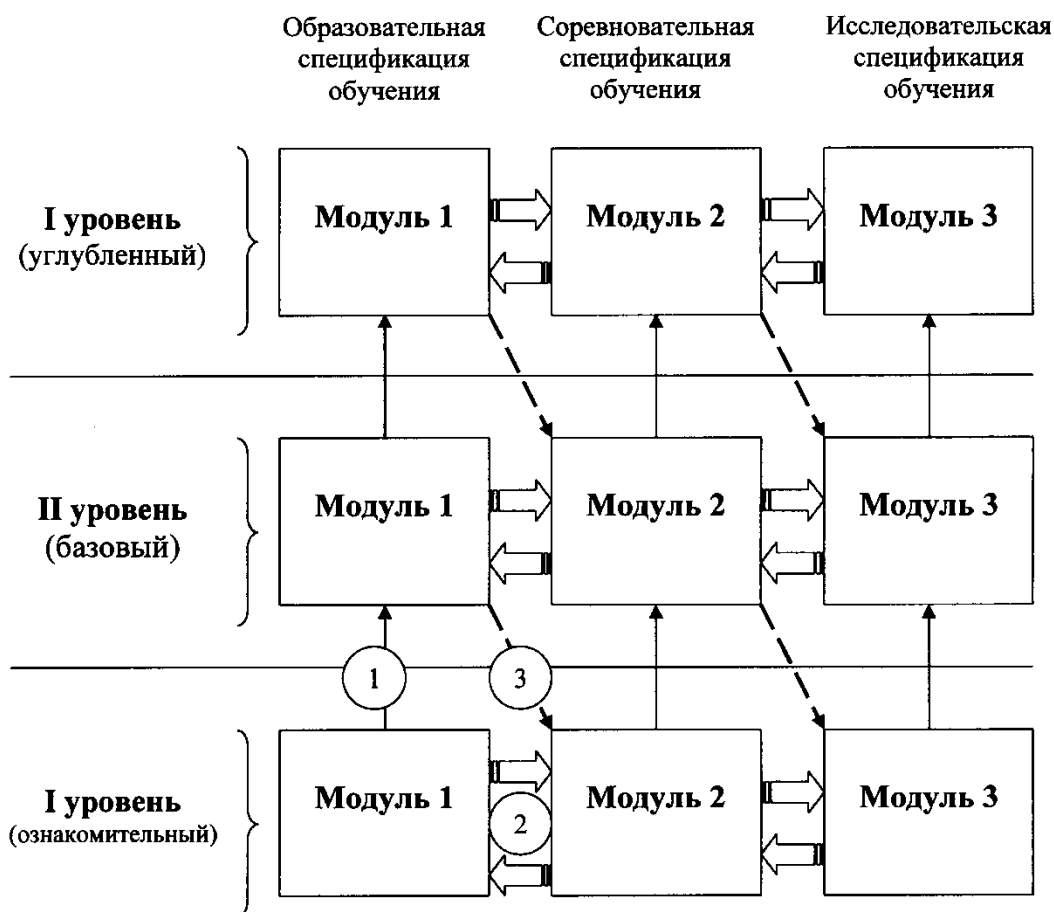 Образовательная
спецификация
обучения
Соревновательная
спецификация
обучения
Исследовательская
спецификация
обучения
I уровень
(углубленный)
Модуль 1
Модуль 2
Модуль 3
II уровень
(базовый)
Модуль 1
Модуль 2
Модуль 3
1
3
I уровень
(ознакомительный)
Модуль 1
2
Модуль 2
Модуль 3